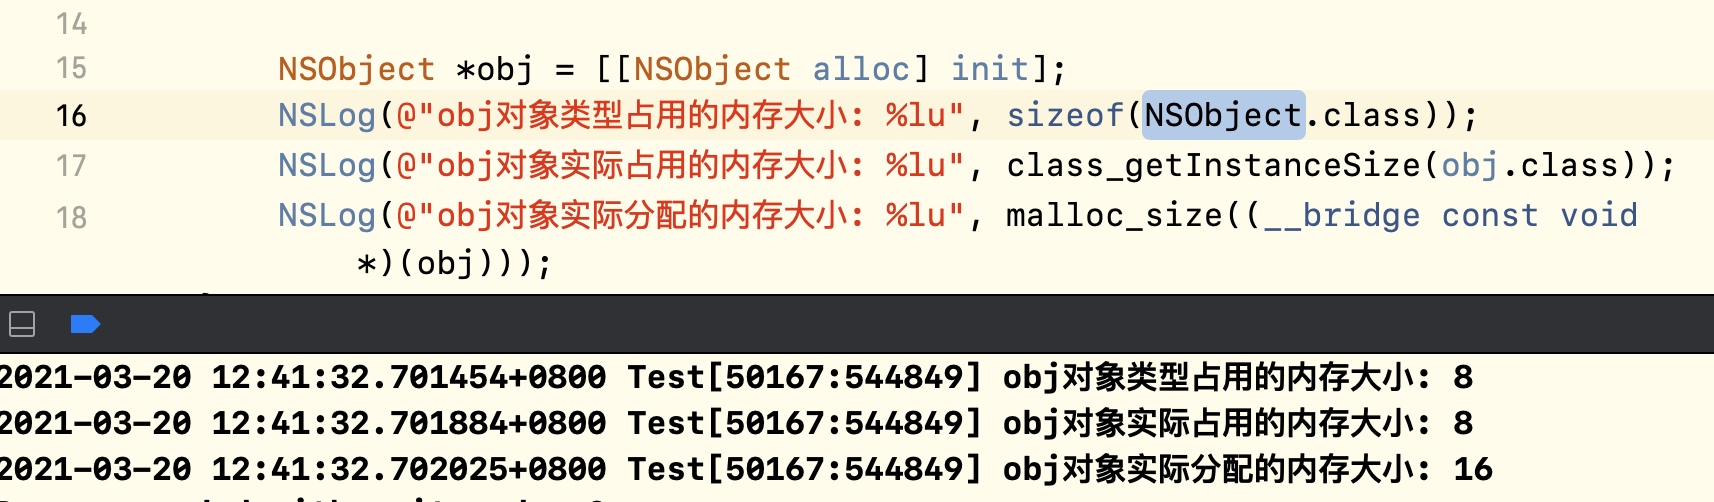 14
15 NSObject *obj = [[NSObject alloc] init];
16 NSLog(@"obj对象类型占用的内存大小: %lu", sizeof(NSObject.class));
17 NSLog(@"obj对象实际占用的内存大小: %lu", class_getInstanceSize(obj.class));
18 NSLog(@"obj对象实际分配的内存大小: %lu", malloc_size((__bridge const void
*)(obj)));
2021-03-20 12:41:32.701454+0800 Test[50167:544849] obj对象类型占用的内存大小: 8
2021-03-20 12:41:32.701884+0800 Test[50167:544849] obj对象实际占用的内存大小: 8
2021-03-20 12:41:32.702025+0800 Test[50167:544849] obj对象实际分配的内存大小: 16